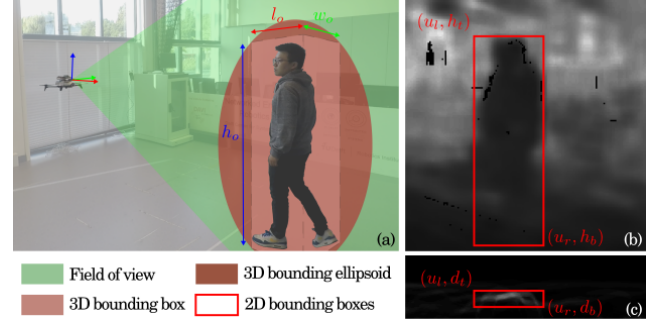 l_o w_o
h_o
(a)
(u_l, h_t)
(u_r, h_b)
(b)
(u_l, d_t)
(u_r, d_b)
(c)
Field of view
3D bounding ellipsoid
3D bounding box
2D bounding boxes